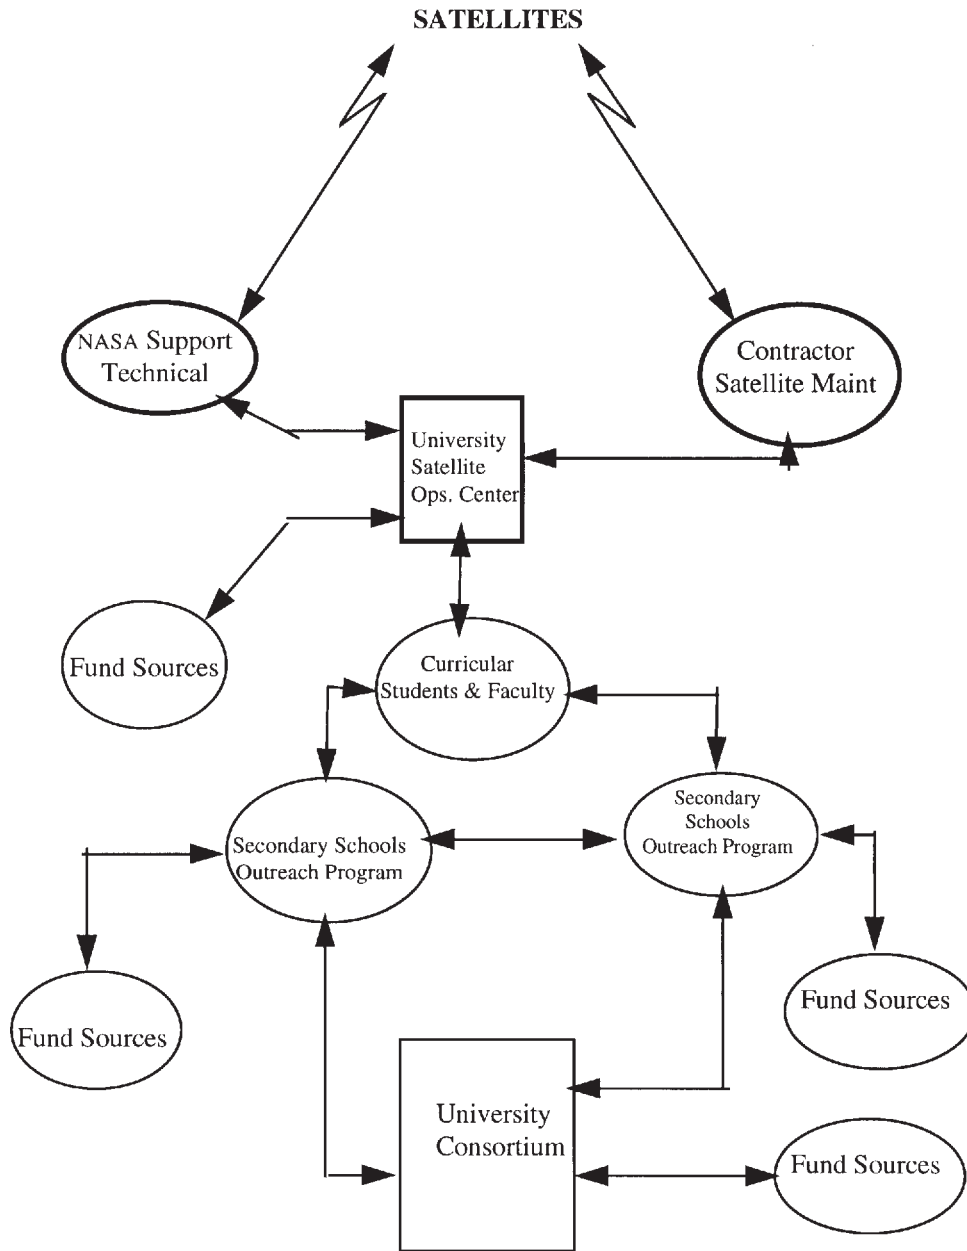 SATELLITES
NASA Support
Technical
Contractor
Satellite Maint
University
Satellite
Ops. Center
Fund Sources
Curricular
Students & Faculty
Secondary Schools
Outreach Program
Secondary
Schools
Outreach Program
Fund Sources
Fund Sources
University
Consortium
Fund Sources